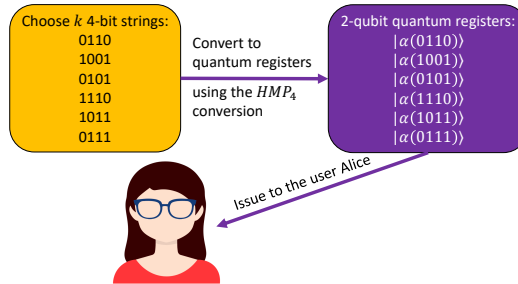 Choose k 4-bit strings:
0110
1001
0101
1110
1011
0111
Convert to
quantum registers
using the HMP₄
conversion
2-qubit quantum registers:
|α(0110)⟩
|α(1001)⟩
|α(0101)⟩
|α(1110)⟩
|α(1011)⟩
|α(0111)⟩
Issue to the user Alice